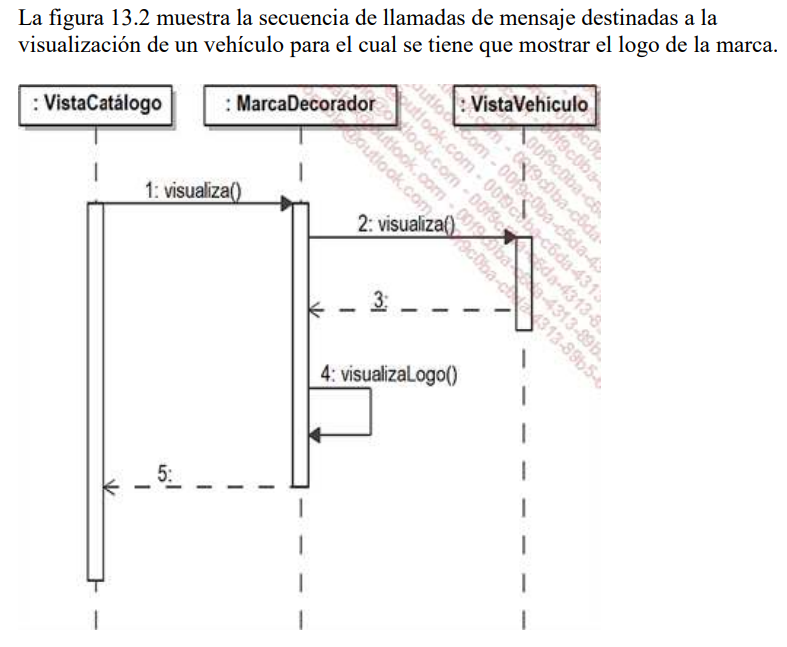 La figura 13.2 muestra la secuencia de llamadas de mensaje destinadas a la
visualización de un vehículo para el cual se tiene que mostrar el logo de la marca.
: VistaCatálogo
: MarcaDecorador
: VistaVehiculo
1: visualiza()
2: visualiza()
3:
4: visualizaLogo()
5: